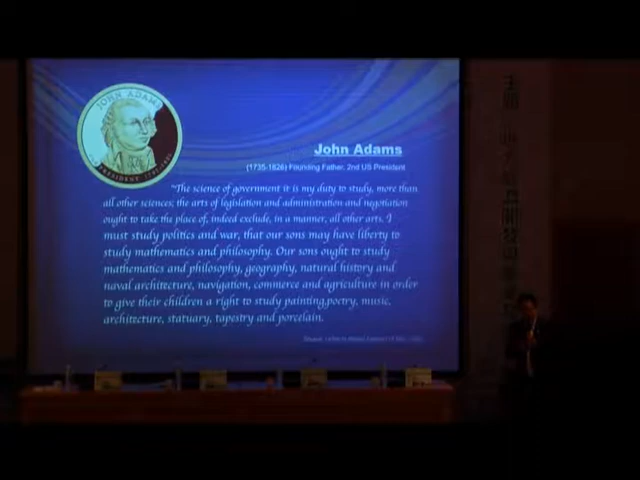 JOHN ADAMS
John Adams
(1735-1826) Founding Father, 2nd US President
"The science of government it is my duty to study, more than
all other sciences; the arts of legislation and administration and negotiation
ought to take the place of, indeed exclude, in a manner, all other arts. I
must study politics and war, that our sons may have liberty to
study mathematics and philosophy. Our sons ought to study
mathematics and philosophy, geography, natural history and
naval architecture, navigation, commerce and agriculture in order
to give their children a right to study painting,poetry, music,
architecture, statuary, tapestry and porcelain.